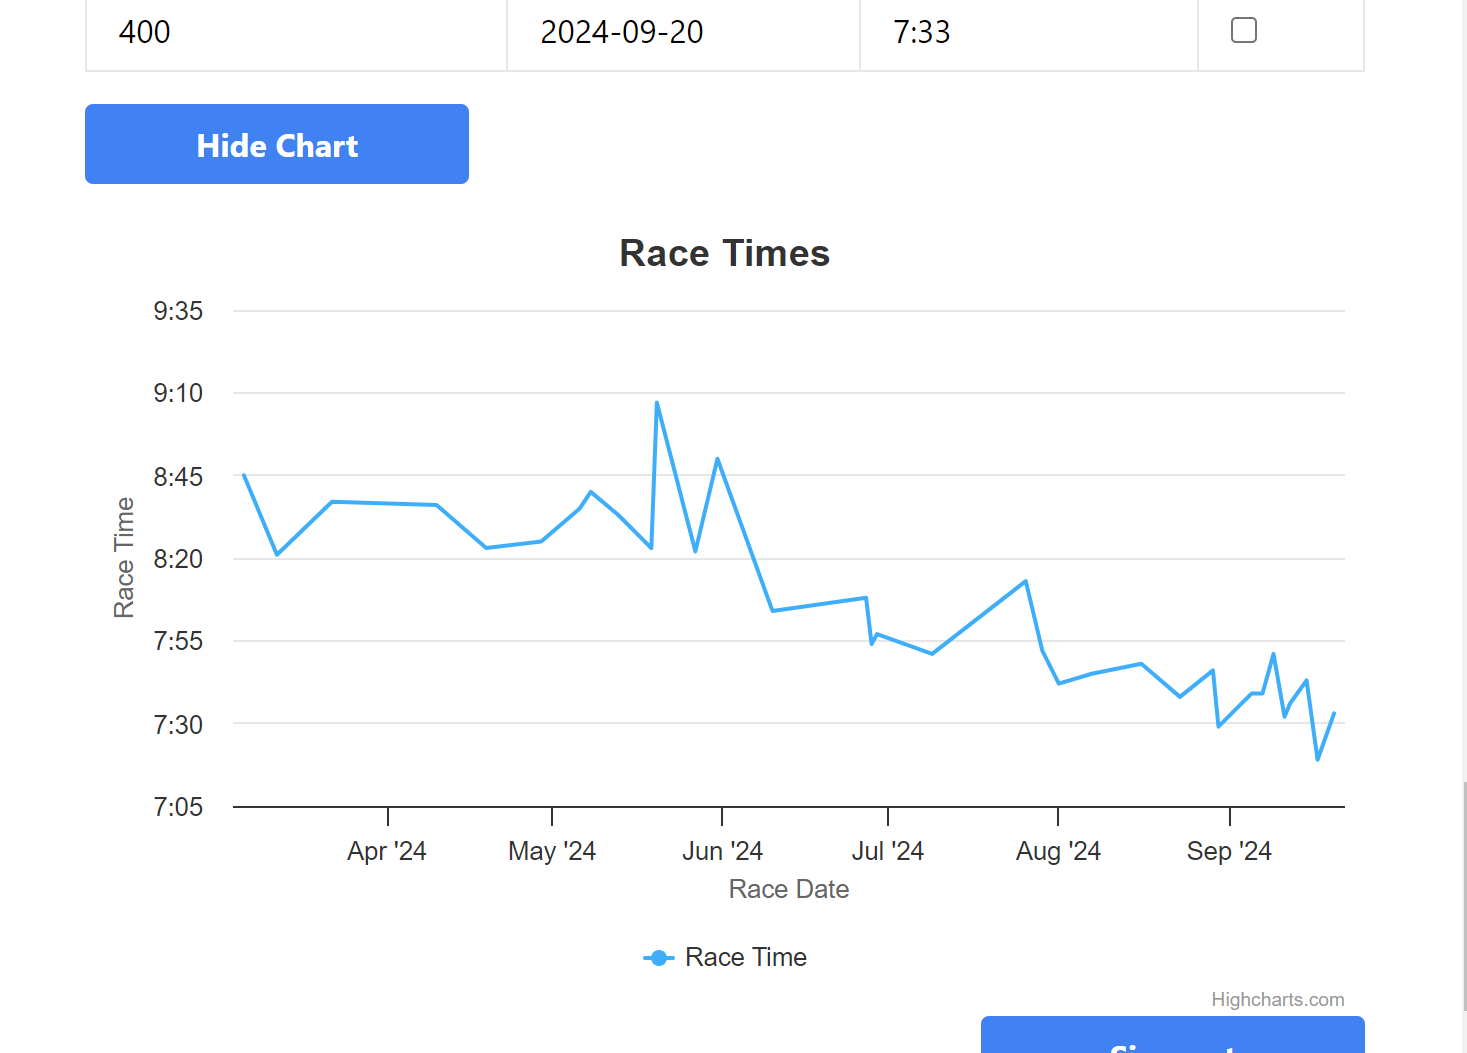 400 2024-09-20 7:33
Hide Chart
Race Times
9:35
9:10
8:45
8:20
7:55
7:30
7:05
Race Time
Apr '24 May '24 Jun '24 Jul '24 Aug '24 Sep '24
Race Date
Race Time
Highcharts.com